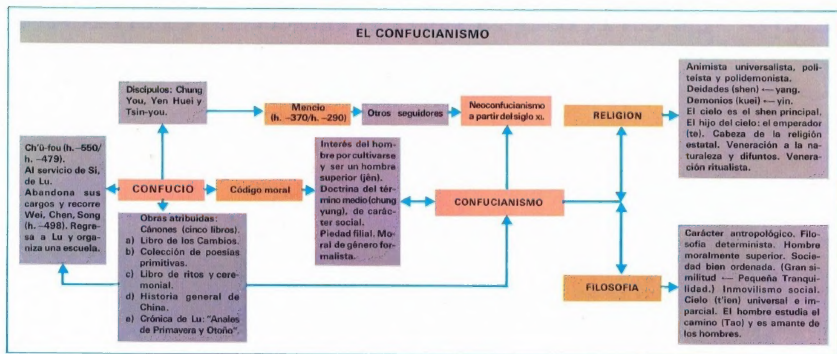 EL CONFUCIANISMO
Discípulos: Chung
You, Yen Huei y
Tsin-you.
Mencio
(h. –370/h. –290)
Otros seguidores
Neoconfucianismo
a partir del siglo XI.
Ch'ü-fou (h. –550/
h. –479).
Al servicio de Si,
de Lu.
Abandona sus
cargos y recorre
Wei, Chen, Song
(h. –498). Regre-
sa a Lu y orga-
niza una escuela.
CONFUCIO
Código moral
Interés del hom-
bre por cultivarse
y ser un hombre
superior (jèn).
Doctrina del tér-
mino medio (chung
yung), de carác-
ter social.
Piedad filial. Mo-
ral de género for-
malista.
CONFUCIANISMO
Obras atribuidas:
Cánones (cinco libros).
a) Libro de los Cambios.
b) Colección de poesías
primitivas.
c) Libro de ritos y cere-
monial.
d) Historia general de
China.
e) Crónica de Lu: "Anales
de Primavera y Otoño".
RELIGION
Animista universalista, poli-
teísta y polidemonista.
Deidades (shen) ← yang.
Demonios (kuei) ← yin.
El cielo es el shen principal.
El hijo del cielo: el emperador
(te). Cabeza de la religión
estatal. Veneración a la na-
turaleza y difuntos. Venera-
ción ritualista.
FILOSOFIA
Carácter antropológico. Filo-
sofía determinista. Hombre
moralmente superior. Socie-
dad bien ordenada. (Gran si-
militud ← Pequeña Tranqui-
lidad.) Inmovilismo social.
Cielo (t'ien) universal e im-
parcial. El hombre estudia el
camino (Tao) y es amante de
los hombres.